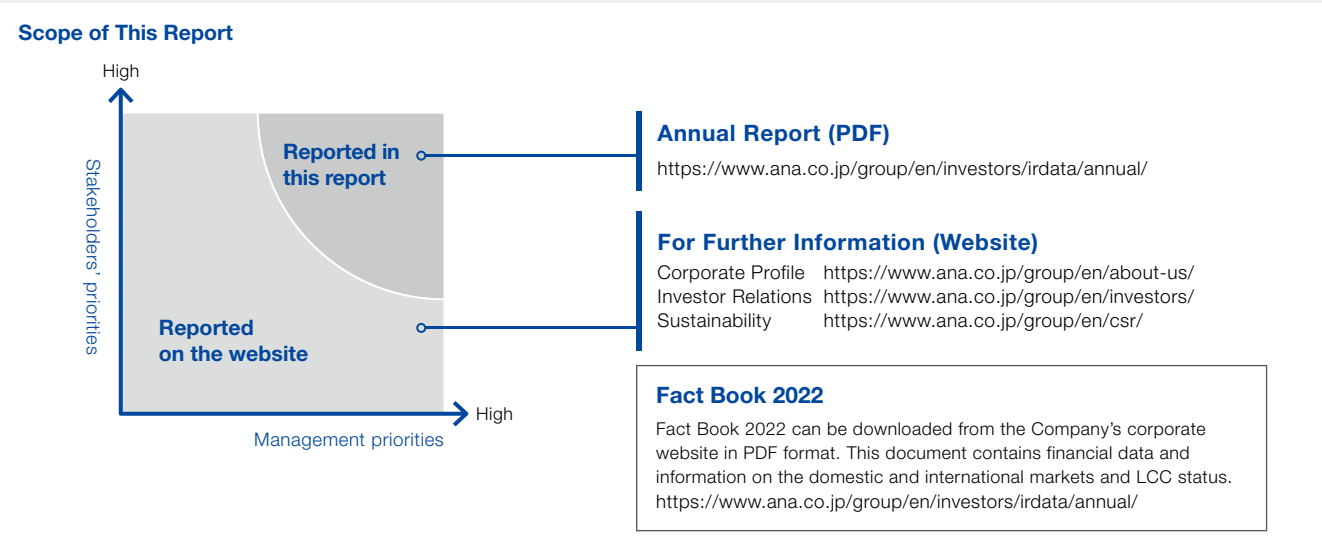 Scope of This Report
High
Stakeholders’ priorities
Reported in
this report
Reported
on the website
High
Management priorities
Annual Report (PDF)
https://www.ana.co.jp/group/en/investors/irdata/annual/
For Further Information (Website)
Corporate Profile https://www.ana.co.jp/group/en/about-us/
Investor Relations https://www.ana.co.jp/group/en/investors/
Sustainability https://www.ana.co.jp/group/en/csr/
Fact Book 2022
Fact Book 2022 can be downloaded from the Company’s corporate
website in PDF format. This document contains financial data and
information on the domestic and international markets and LCC status.
https://www.ana.co.jp/group/en/investors/irdata/annual/